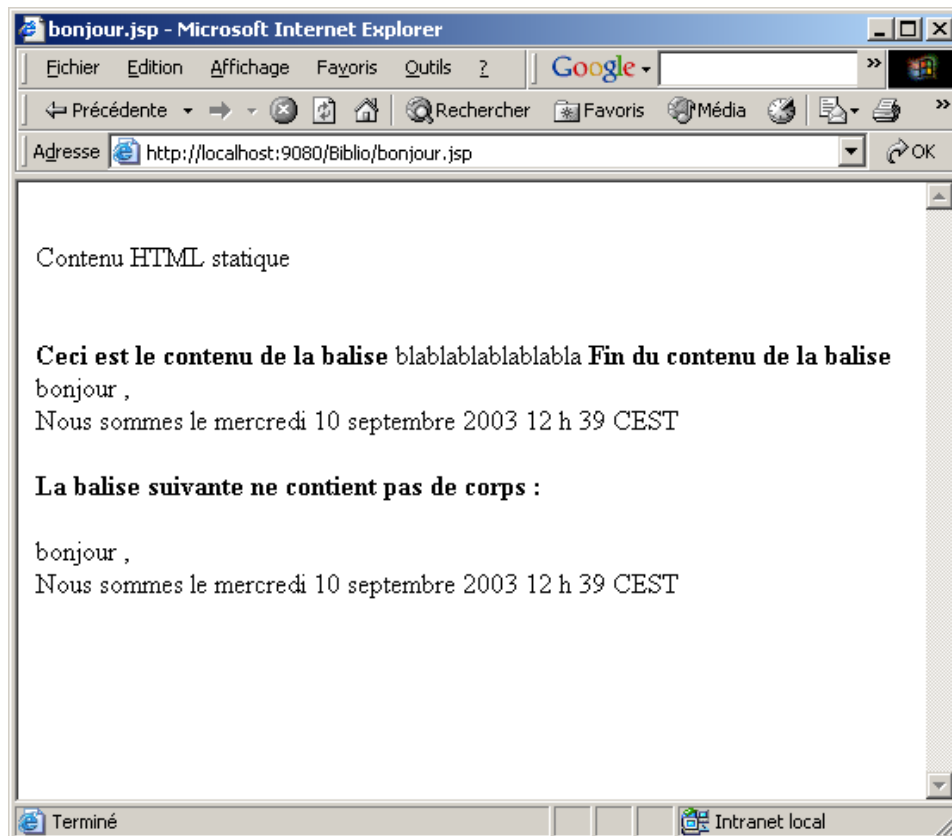 bonjour.jsp - Microsoft Internet Explorer
Fichier Edition Affichage Favoris Outils ? Google »
Précédente Rechercher Favoris Média »
Adresse http://localhost:9080/Biblio/bonjour.jsp OK
Contenu HTML statique
Ceci est le contenu de la balise blablablablablabla Fin du contenu de la balise
bonjour ,
Nous sommes le mercredi 10 septembre 2003 12 h 39 CEST
La balise suivante ne contient pas de corps :
bonjour ,
Nous sommes le mercredi 10 septembre 2003 12 h 39 CEST
Terminé Intranet local